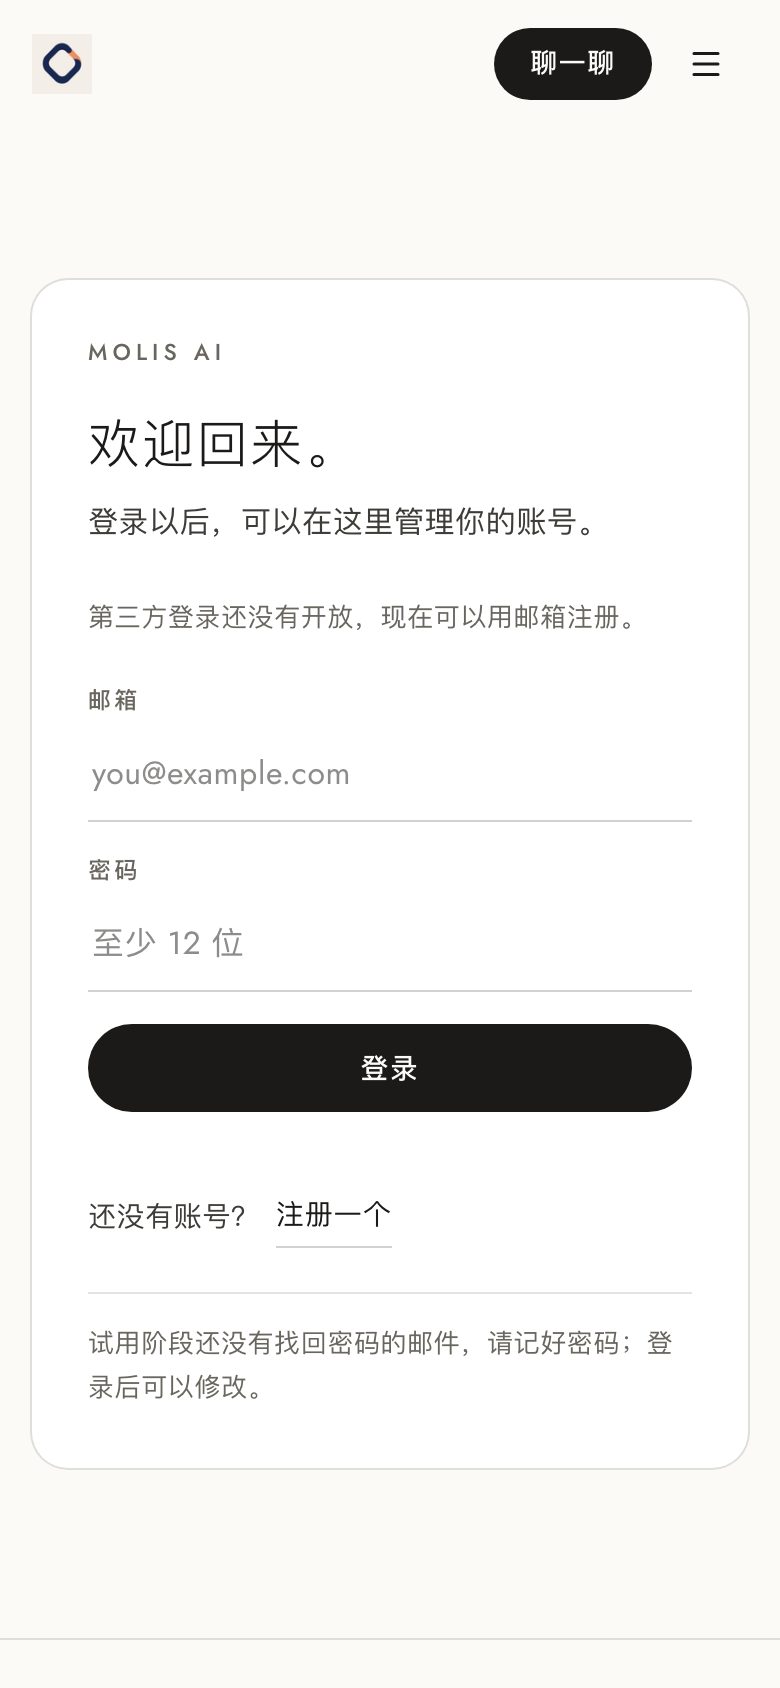 聊一聊
MOLIS AI
欢迎回来。
登录以后，可以在这里管理你的账号。
第三方登录还没有开放，现在可以用邮箱注册。
邮箱
you@example.com
密码
至少 12 位
登录
还没有账号？ 注册一个
试用阶段还没有找回密码的邮件，请记好密码；登
录后可以修改。